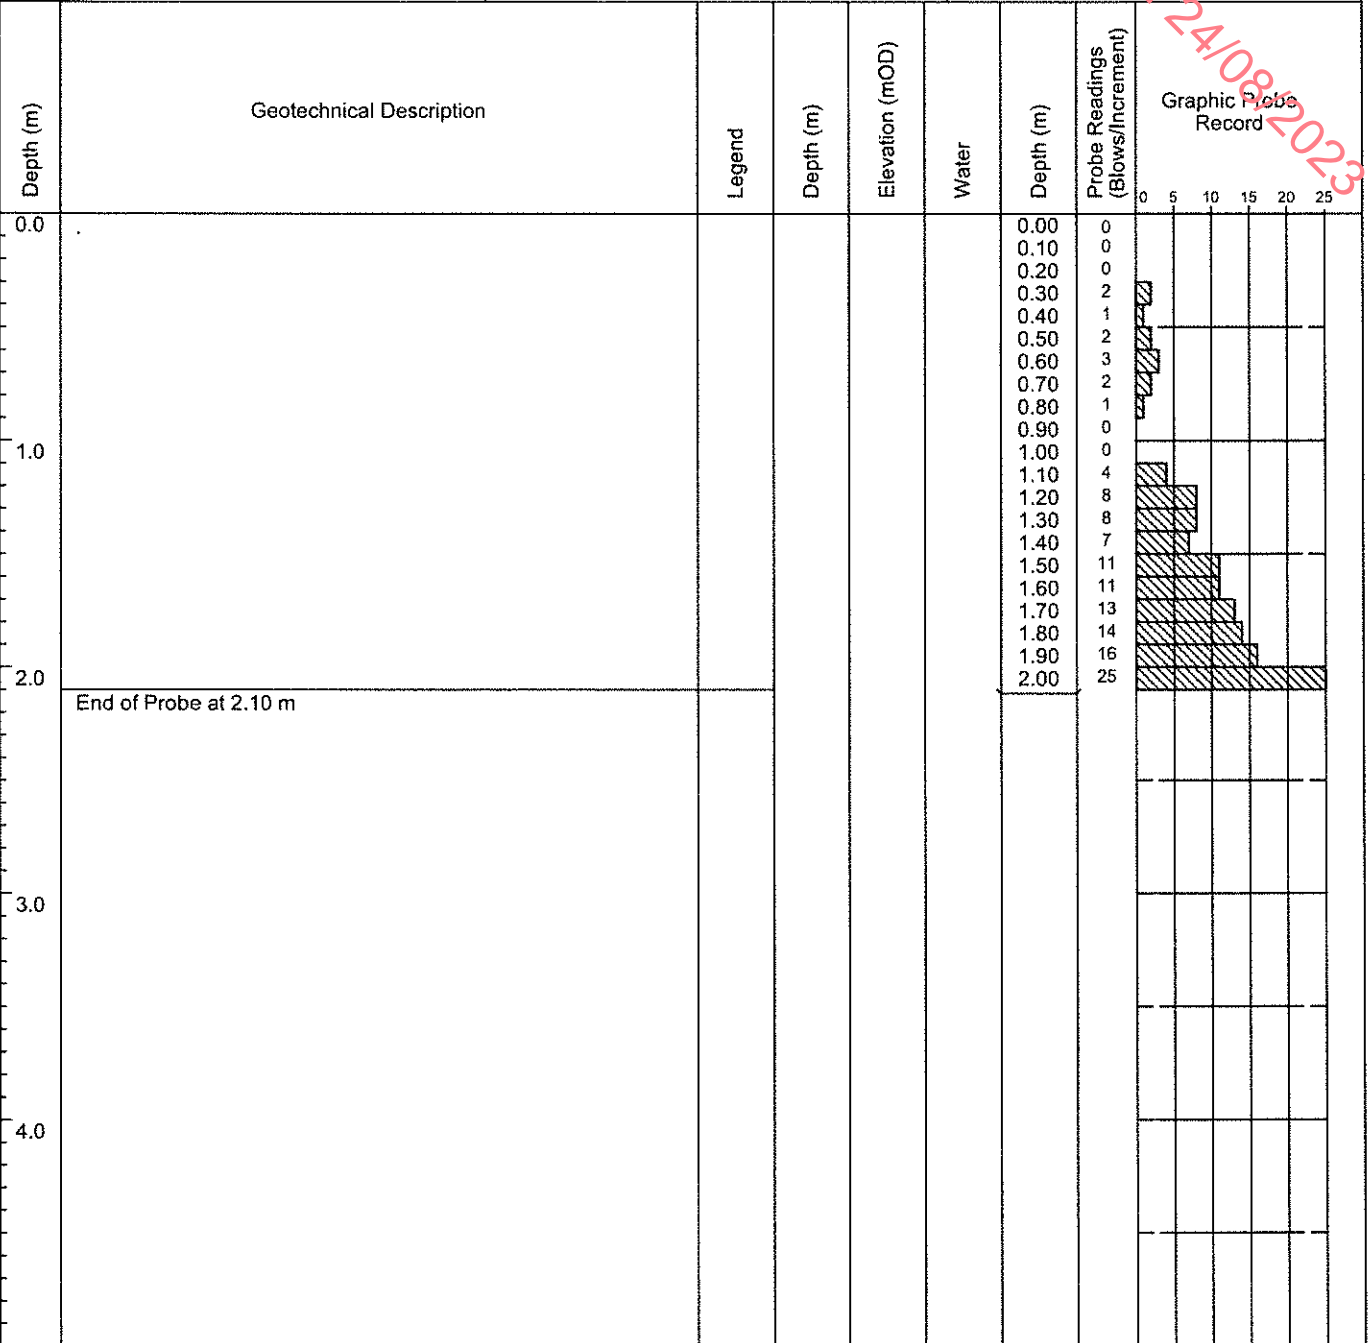 24/08/2023
Depth (m)
Geotechnical Description
Legend
Depth (m)
Elevation (mOD)
Water
Depth (m)
Probe Readings
(Blows/Increment)
Graphic Probe
Record
0 5 10 15 20 25
0.0
0.00 0
0.10 0
0.20 0
0.30 2
0.40 1
0.50 2
0.60 3
0.70 2
0.80 1
0.90 0
1.0
1.00 0
1.10 4
1.20 8
1.30 8
1.40 7
1.50 11
1.60 11
1.70 13
1.80 14
1.90 16
2.0
2.00 25
End of Probe at 2.10 m
3.0
4.0